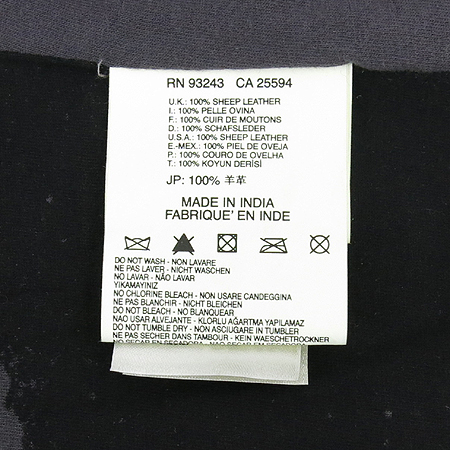 RN 93243 CA 25594
U.K.: 100% SHEEP LEATHER
I.: 100% PELLE OVINA
F.: 100% CUIR DE MOUTONS
D.: 100% SCHAFSLEDER
U.S.A.: 100% SHEEP LEATHER
E.-MEX.: 100% PIEL DE OVEJA
P.: 100% COURO DE OVELHA
T.: 100% KOYUN DERİSİ
JP: 100% 羊革
MADE IN INDIA
FABRIQUE' EN INDE
DO NOT WASH - NON LAVARE
NE PAS LAVER - NICHT WASCHEN
NO LAVAR - NÃO LAVAR
YIKAMAYINIZ
NO CHLORINE BLEACH - NON USARE CANDEGGINA
NE PAS BLANCHIR - NICHT BLEICHEN
DO NOT BLEACH - NO BLANQUEAR
NAO USAR ALVEJANTE - KLORLU AĞARTMA YAPILAMAZ
DO NOT TUMBLE DRY - NON ASCIUGARE IN TUMBLER
NE PAS SECHER DANS TAMBOUR - KEIN WAESCHETROCKNER